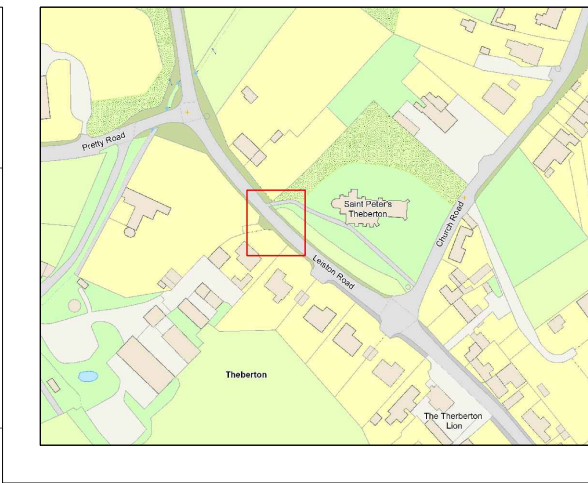 Pretty Road
Saint Peter's
Theberton
Church Road
Leiston Road
Theberton
The Therberton
Lion